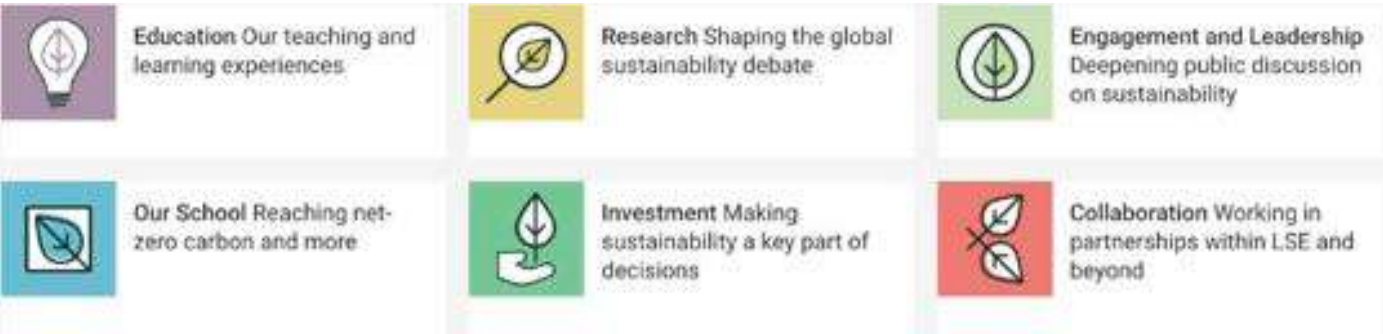 Education Our teaching and
learning experiences
Research Shaping the global
sustainability debate
Engagement and Leadership
Deepening public discussion
on sustainability
Our School Reaching net-
zero carbon and more
Investment Making
sustainability a key part of
decisions
Collaboration Working in
partnerships within LSE and
beyond